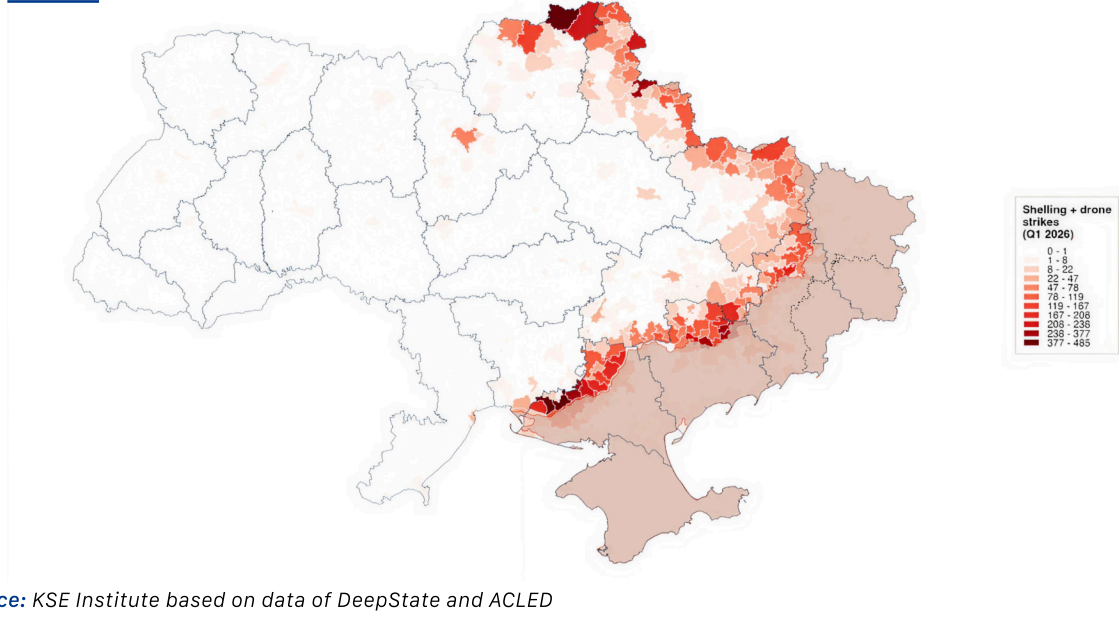 Shelling + drone
strikes
(Q1 2026)
0 - 1
1 - 8
8 - 22
22 - 47
47 - 78
78 - 119
119 - 167
167 - 208
208 - 238
238 - 377
377 - 485
ce: KSE Institute based on data of DeepState and ACLED